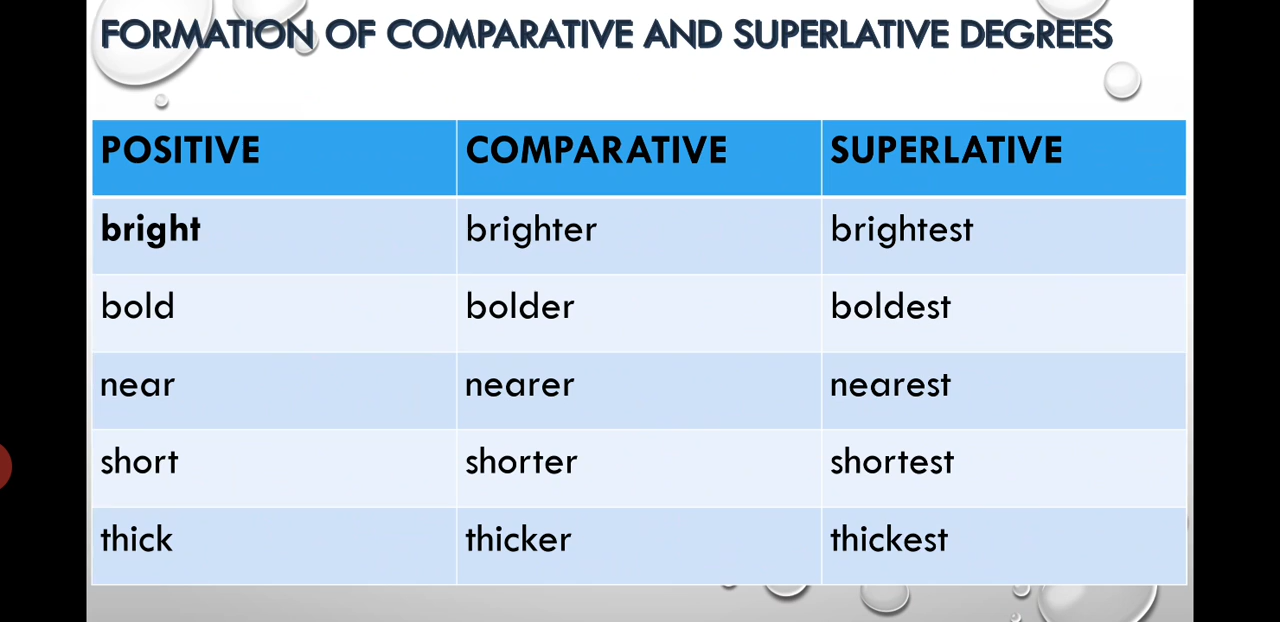 FORMATION OF COMPARATIVE AND SUPERLATIVE DEGREES
POSITIVE COMPARATIVE SUPERLATIVE
bright brighter brightest
bold bolder boldest
near nearer nearest
short shorter shortest
thick thicker thickest